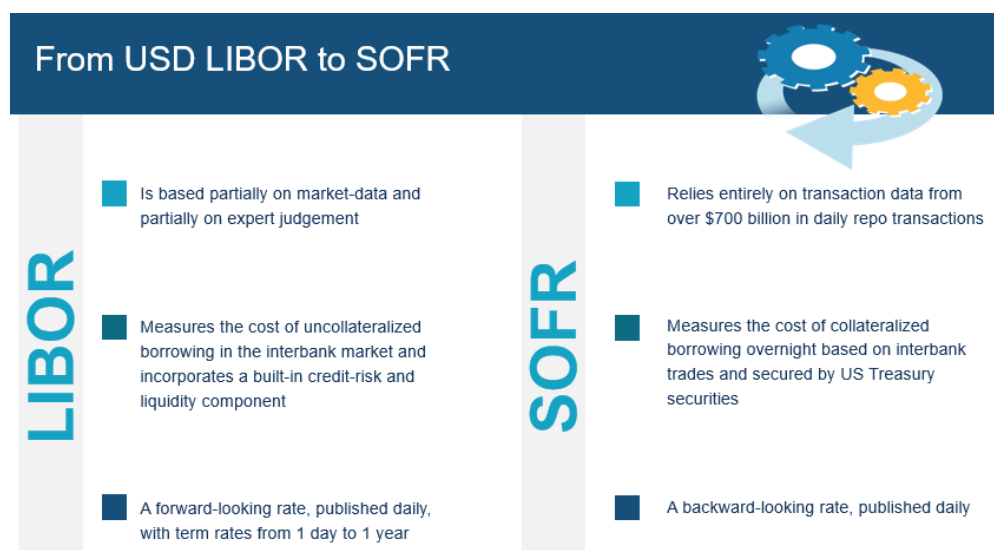 From USD LIBOR to SOFR
LIBOR
Is based partially on market-data and
partially on expert judgement
Measures the cost of uncollateralized
borrowing in the interbank market and
incorporates a built-in credit-risk and
liquidity component
A forward-looking rate, published daily,
with term rates from 1 day to 1 year
SOFR
Relies entirely on transaction data from
over $700 billion in daily repo transactions
Measures the cost of collateralized
borrowing overnight based on interbank
trades and secured by US Treasury
securities
A backward-looking rate, published daily